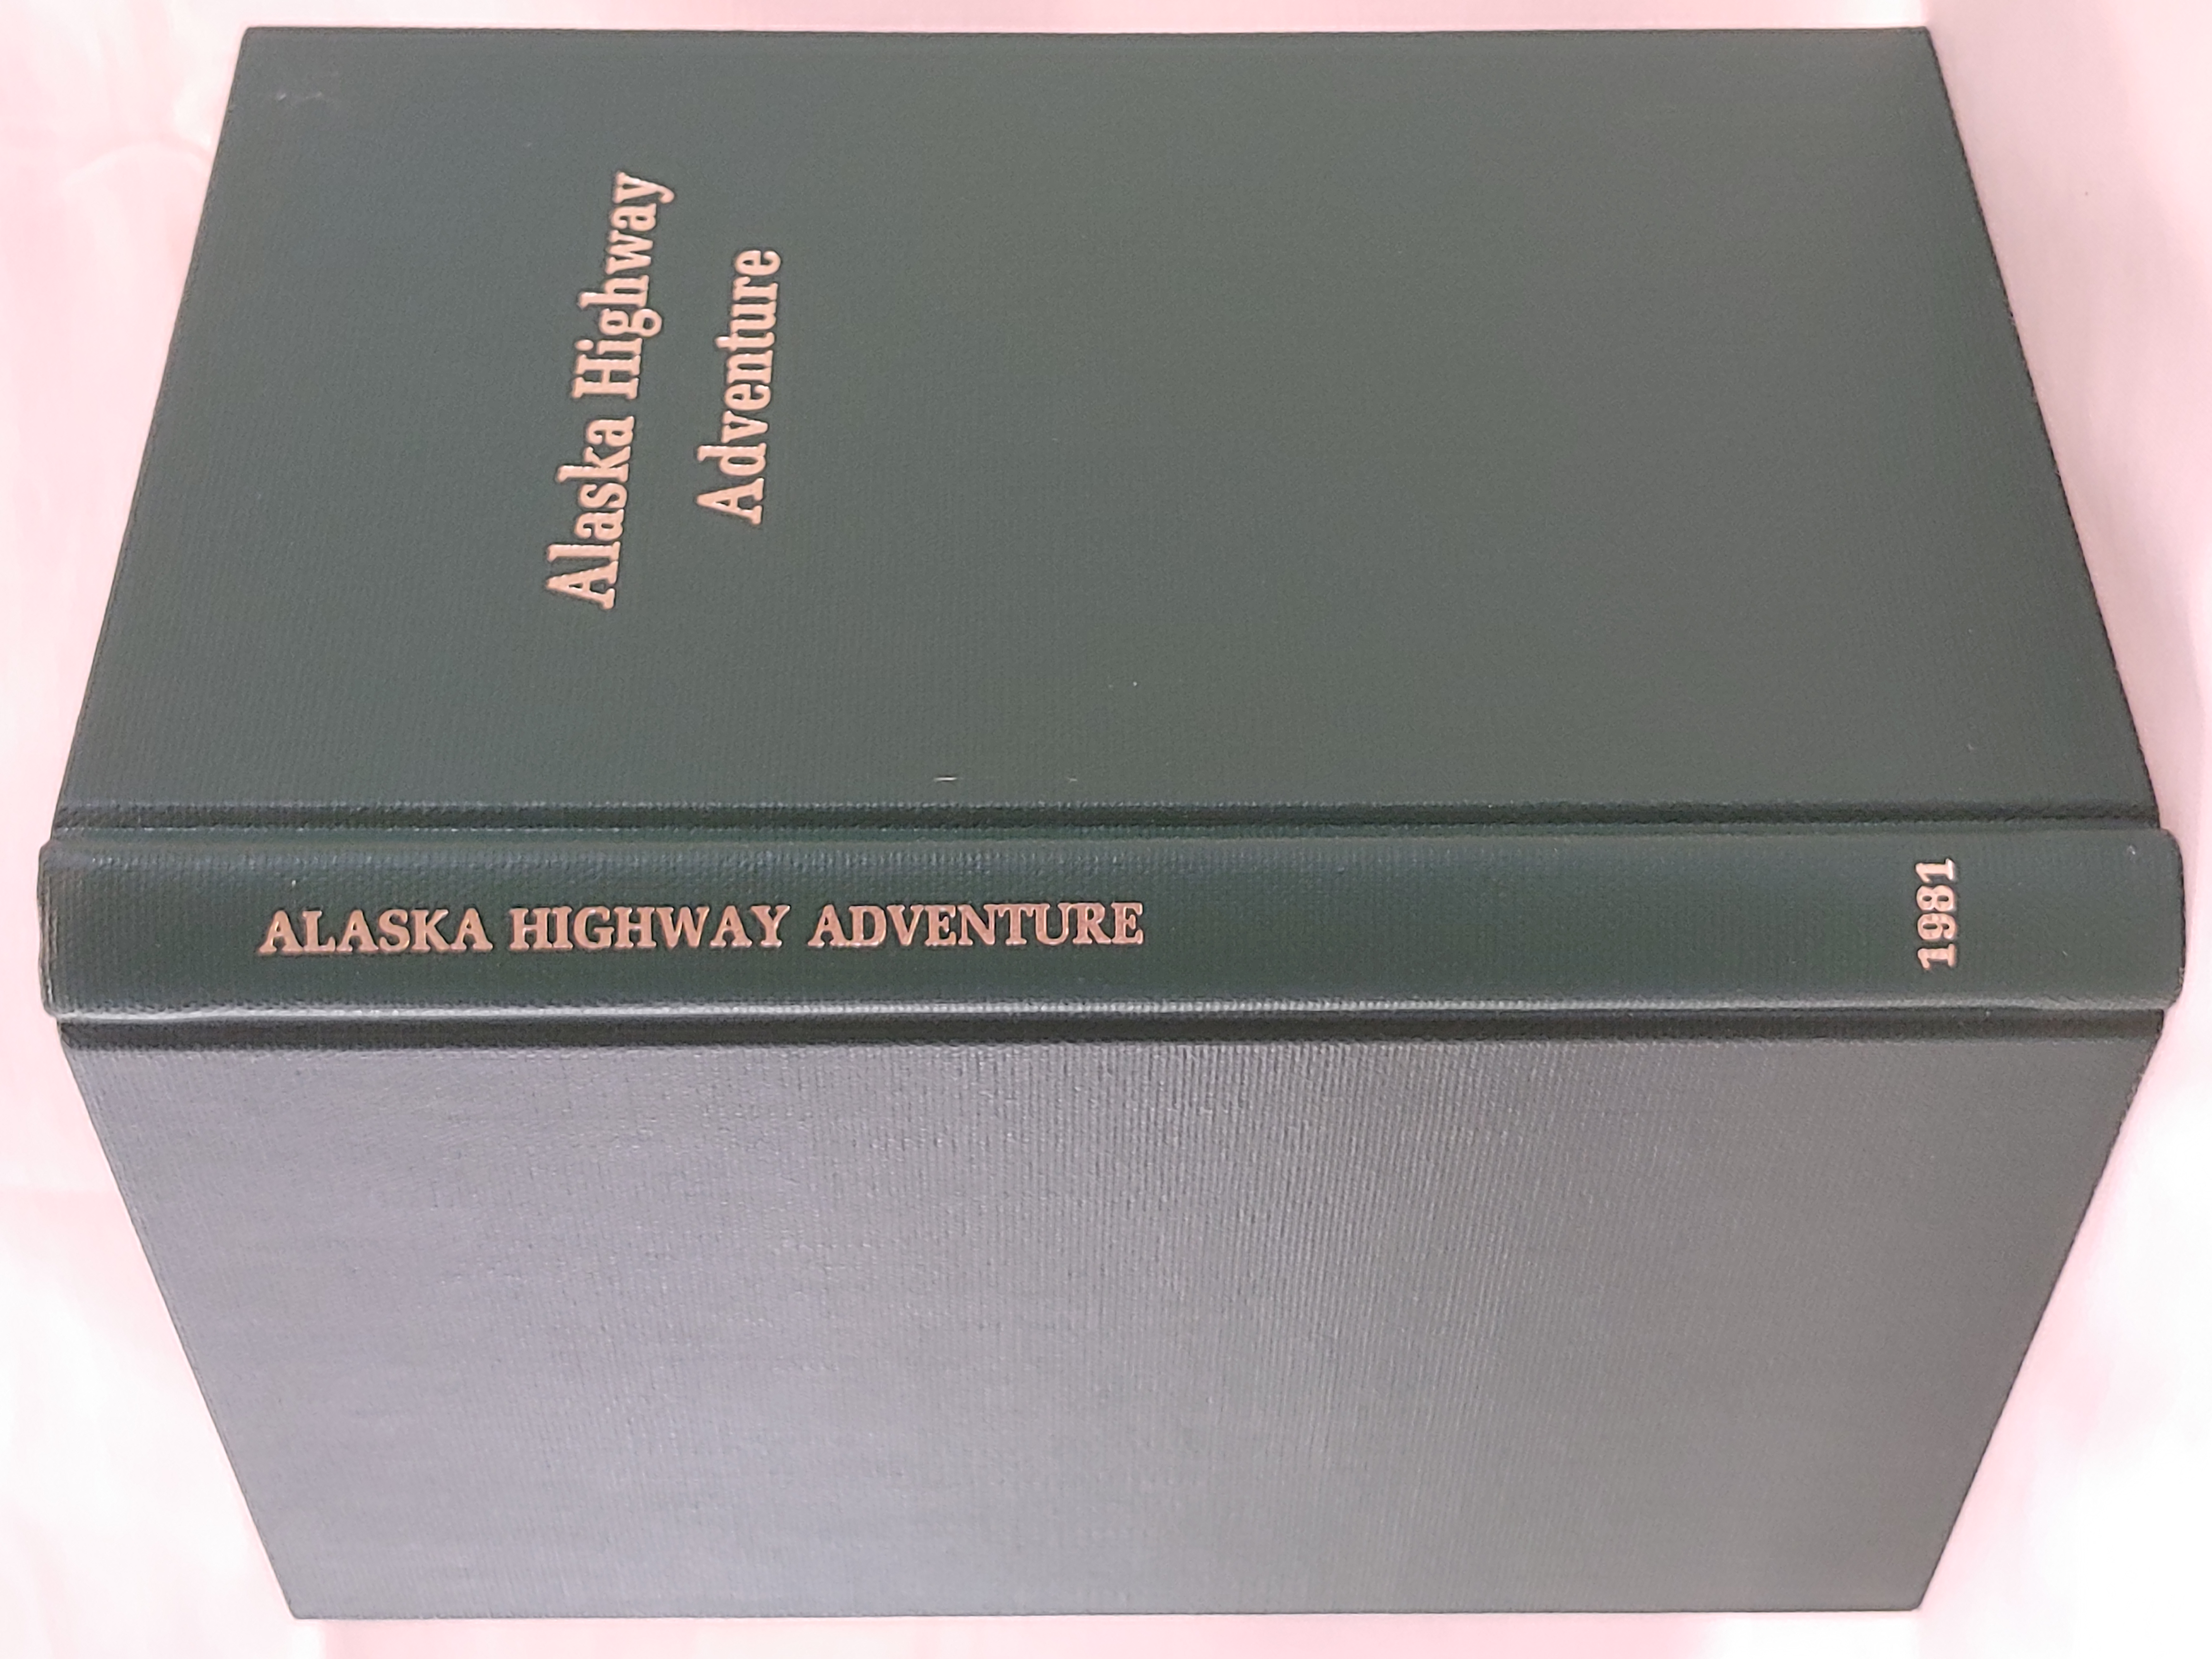 Alaska Highway
Adventure
ALASKA HIGHWAY ADVENTURE
1981